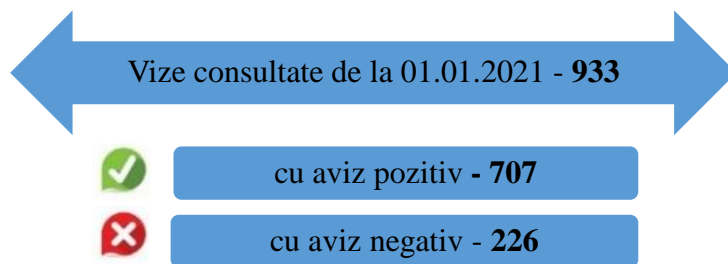 Vize consultate de la 01.01.2021 - 933
cu aviz pozitiv - 707
cu aviz negativ - 226